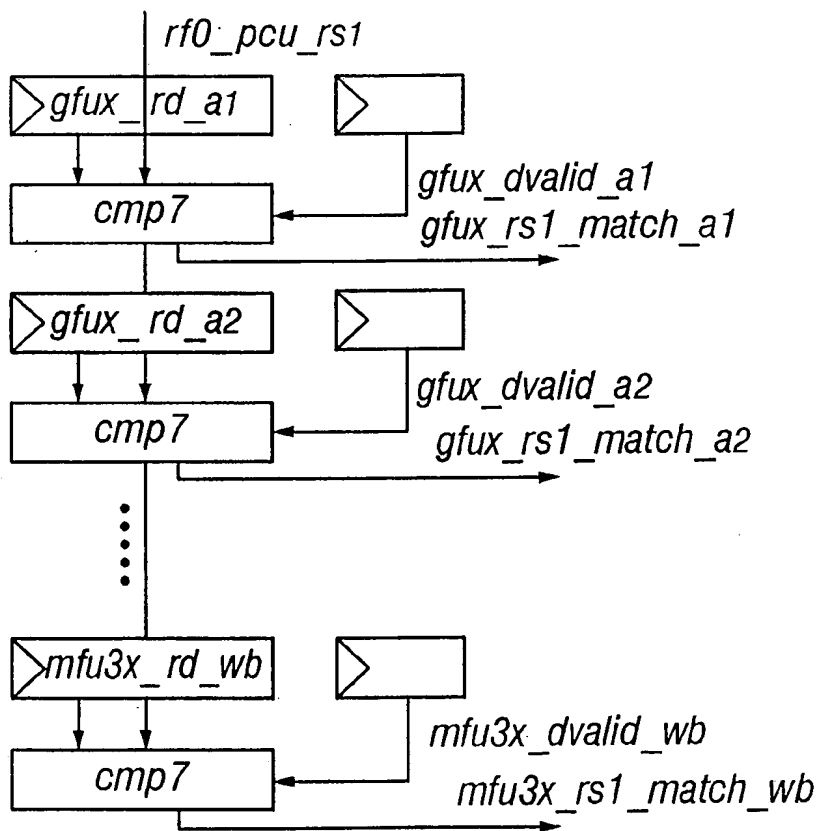 rf0_pcu_rs1
gfux_rd_a1
cmp7
gfux_dvalid_a1
gfux_rs1_match_a1
gfux_rd_a2
cmp7
gfux_dvalid_a2
gfux_rs1_match_a2
mfu3x_rd_wb
cmp7
mfu3x_dvalid_wb
mfu3x_rs1_match_wb